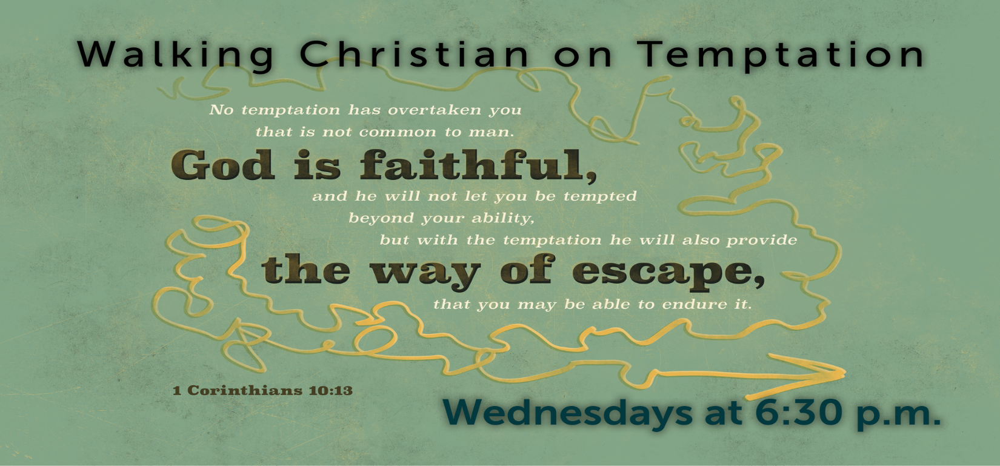 Walking Christian on Temptation
No temptation has overtaken you
that is not common to man.
God is faithful,
and he will not let you be tempted
beyond your ability,
but with the temptation he will also provide
the way of escape,
that you may be able to endure it.
1 Corinthians 10:13
Wednesdays at 6:30 p.m.